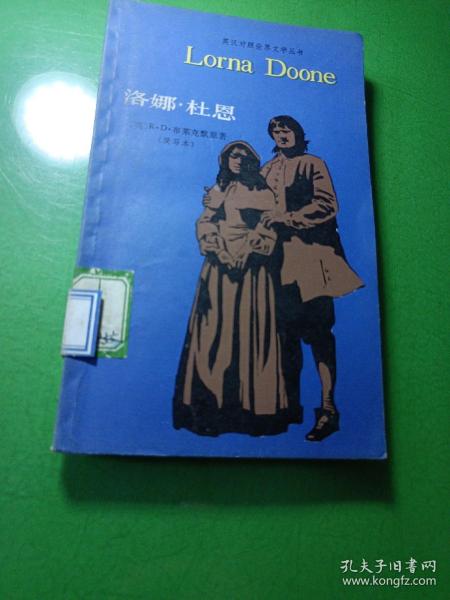 英汉对照世界文学丛书
Lorna Doone
洛娜·杜恩
〔英〕R·D·布莱克默原著
(简写本)
孔夫子旧书网
www.kongfz.com